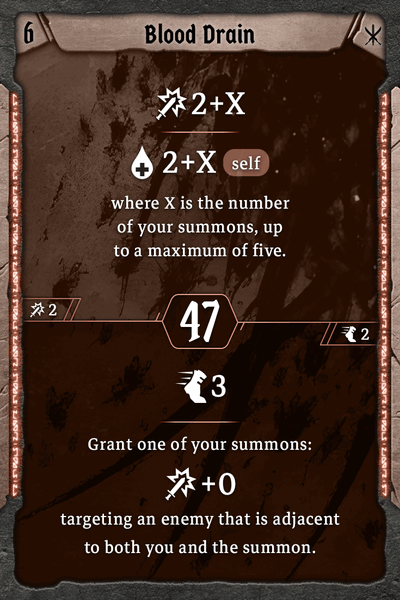 6 Blood Drain
2+X
2+X self
where X is the number
of your summons, up
to a maximum of five.
2
47
2
3
Grant one of your summons:
+0
targeting an enemy that is adjacent
to both you and the summon.